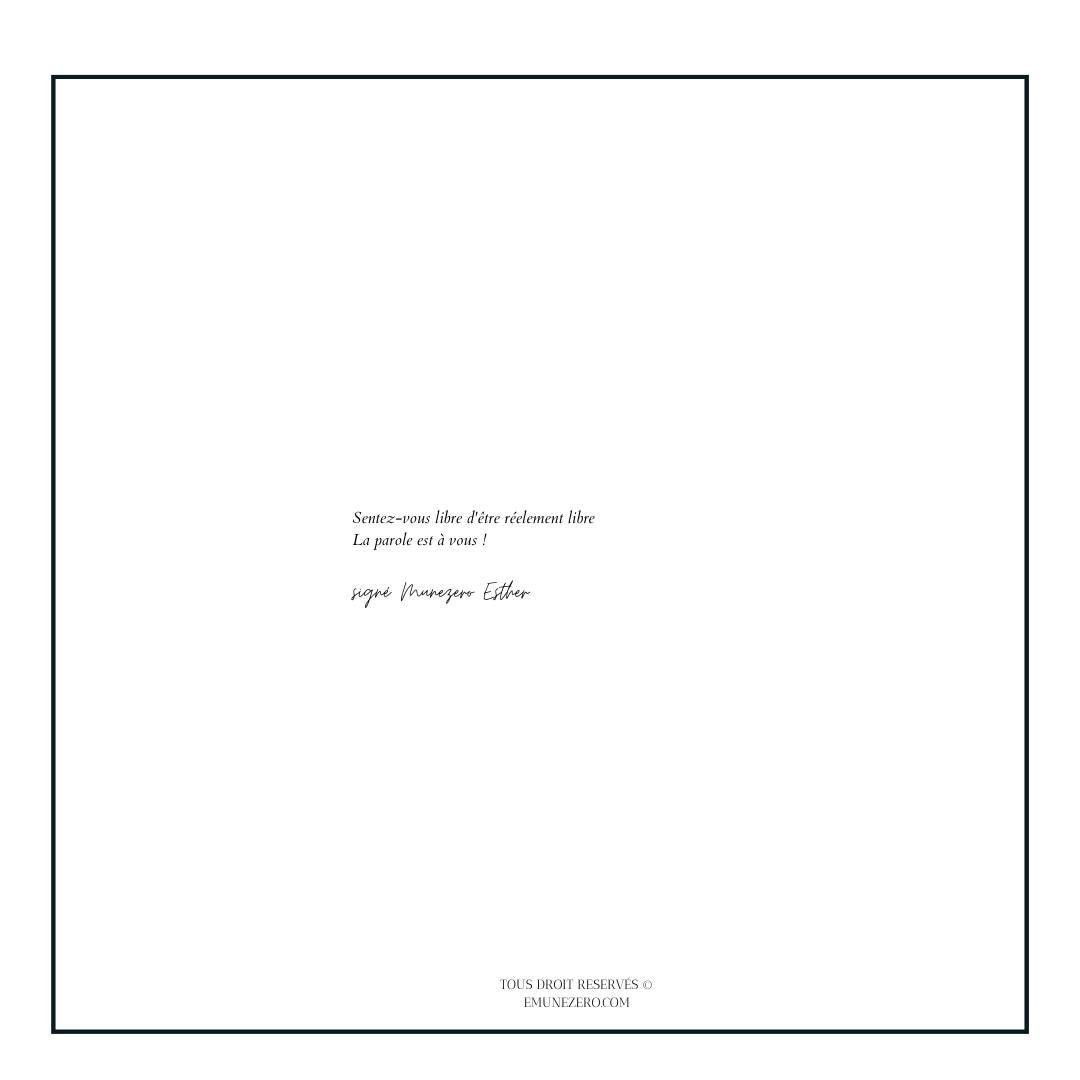 Sentez-vous libre d'être réelement libre
La parole est à vous !
signé Munezero Esther
TOUS DROIT RESERVÉS ©
EMUNEZERO.COM